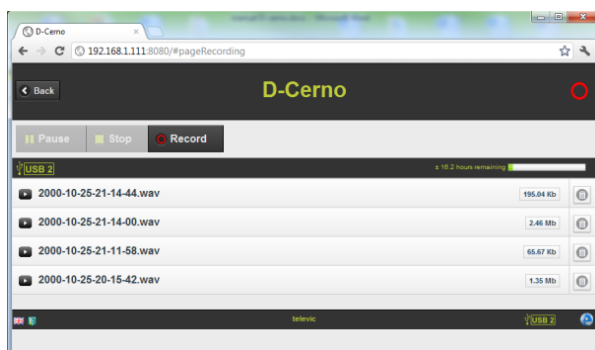 D-Cerno
192.168.1.111:8080/#pageRecording
Back
D-Cerno
Pause Stop Record
USB 2 ± 16.2 hours remaining
2000-10-25-21-14-44.wav 195.04 Kb
2000-10-25-21-14-00.wav 2.46 Mb
2000-10-25-21-11-58.wav 65.67 Kb
2000-10-25-20-15-42.wav 1.35 Mb
televic USB 2